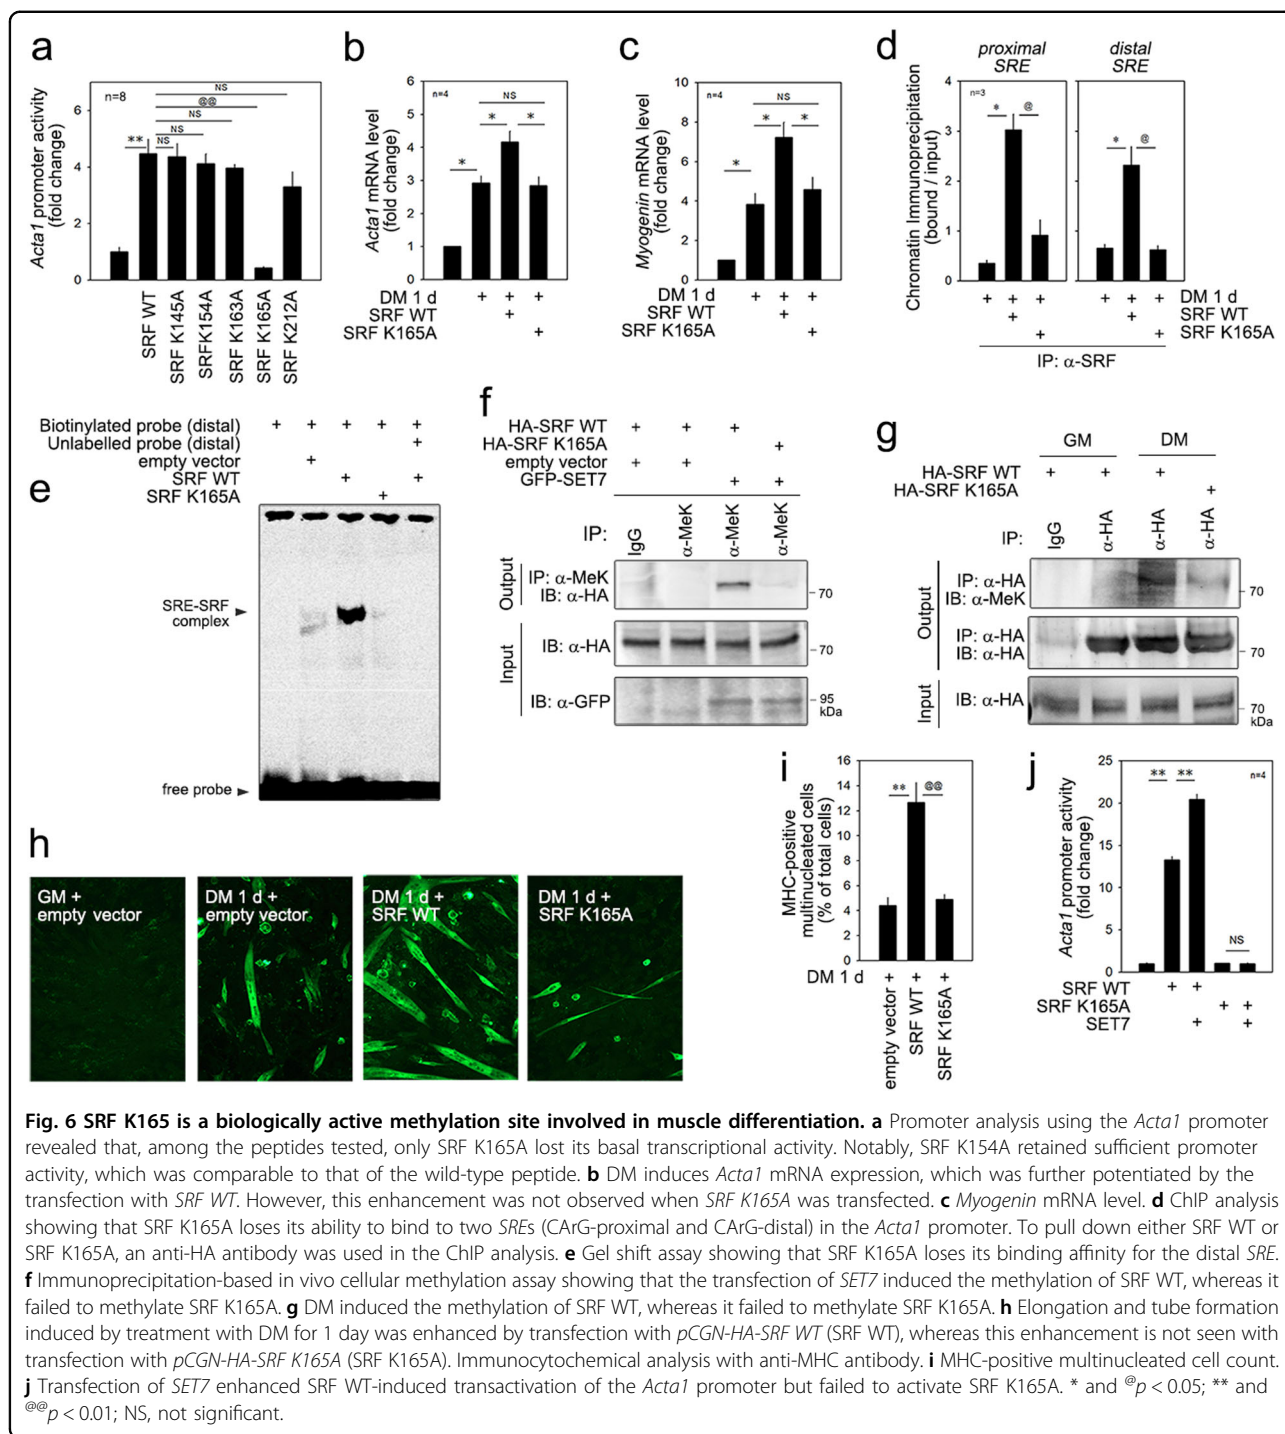 a
n=8
NS
@@
NS
NS
**
NS
Acta1 promoter activity
(fold change)
6
4
2
0
SRF WT
SRF K145A
SRFK154A
SRF K163A
SRF K165A
SRF K212A
b
n=4
NS
* *
*
Acta1 mRNA level
(fold change)
6
5
4
3
2
1
0
DM 1 d + + +
SRF WT +
SRF K165A +
c
n=4
NS
* *
*
Myogenin mRNA level
(fold change)
10
8
6
4
2
0
DM 1 d + + +
SRF WT +
SRF K165A +
d
proximal
SRE
distal
SRE
n=3
* @
* @
Chromatin Immunoprecipitation
(bound / input)
4
3
2
1
0
+ + + + + + DM 1 d
+ + SRF WT
+ + SRF K165A
IP: α-SRF
e
Biotinylated probe (distal) + + + + +
Unlabelled probe (distal) +
empty vector +
SRF WT + +
SRF K165A +
SRE-SRF
complex
free probe
f
HA-SRF WT + + +
HA-SRF K165A +
empty vector + +
GFP-SET7 + +
IP: IgG α-MeK α-MeK α-MeK
Output
IP: α-MeK
IB: α-HA
70
Input
IB: α-HA
70
IB: α-GFP
95
kDa
g
GM DM
HA-SRF WT + + +
HA-SRF K165A +
IP: IgG α-HA α-HA α-HA
Output
IP: α-HA
IB: α-MeK
70
IP: α-HA
IB: α-HA
70
Input
IB: α-HA
70
kDa
h
GM +
empty vector
DM 1 d +
empty vector
DM 1 d +
SRF WT
DM 1 d +
SRF K165A
i
** @@
MHC-positive
multinucleated cells
(% of total cells)
16
14
12
10
8
6
4
2
0
DM 1 d + + +
empty vector
SRF WT
SRF K165A
j
** **
n=4
NS
Acta1 promoter activity
(fold change)
25
20
15
10
5
0
SRF WT + +
SRF K165A + +
SET7 + +
Fig. 6 SRF K165 is a biologically active methylation site involved in muscle differentiation. a Promoter analysis using the Acta1 promoter
revealed that, among the peptides tested, only SRF K165A lost its basal transcriptional activity. Notably, SRF K154A retained sufficient promoter
activity, which was comparable to that of the wild-type peptide. b DM induces Acta1 mRNA expression, which was further potentiated by the
transfection with SRF WT. However, this enhancement was not observed when SRF K165A was transfected. c Myogenin mRNA level. d ChIP analysis
showing that SRF K165A loses its ability to bind to two SREs (CArG-proximal and CArG-distal) in the Acta1 promoter. To pull down either SRF WT or
SRF K165A, an anti-HA antibody was used in the ChIP analysis. e Gel shift assay showing that SRF K165A loses its binding affinity for the distal SRE.
f Immunoprecipitation-based in vivo cellular methylation assay showing that the transfection of SET7 induced the methylation of SRF WT, whereas it
failed to methylate SRF K165A. g DM induced the methylation of SRF WT, whereas it failed to methylate SRF K165A. h Elongation and tube formation
induced by treatment with DM for 1 day was enhanced by transfection with pCGN-HA-SRF WT (SRF WT), whereas this enhancement is not seen with
transfection with pCGN-HA-SRF K165A (SRF K165A). Immunocytochemical analysis with anti-MHC antibody. i MHC-positive multinucleated cell count.
j Transfection of SET7 enhanced SRF WT-induced transactivation of the Acta1 promoter but failed to activate SRF K165A. * and @p < 0.05; ** and
@@p < 0.01; NS, not significant.